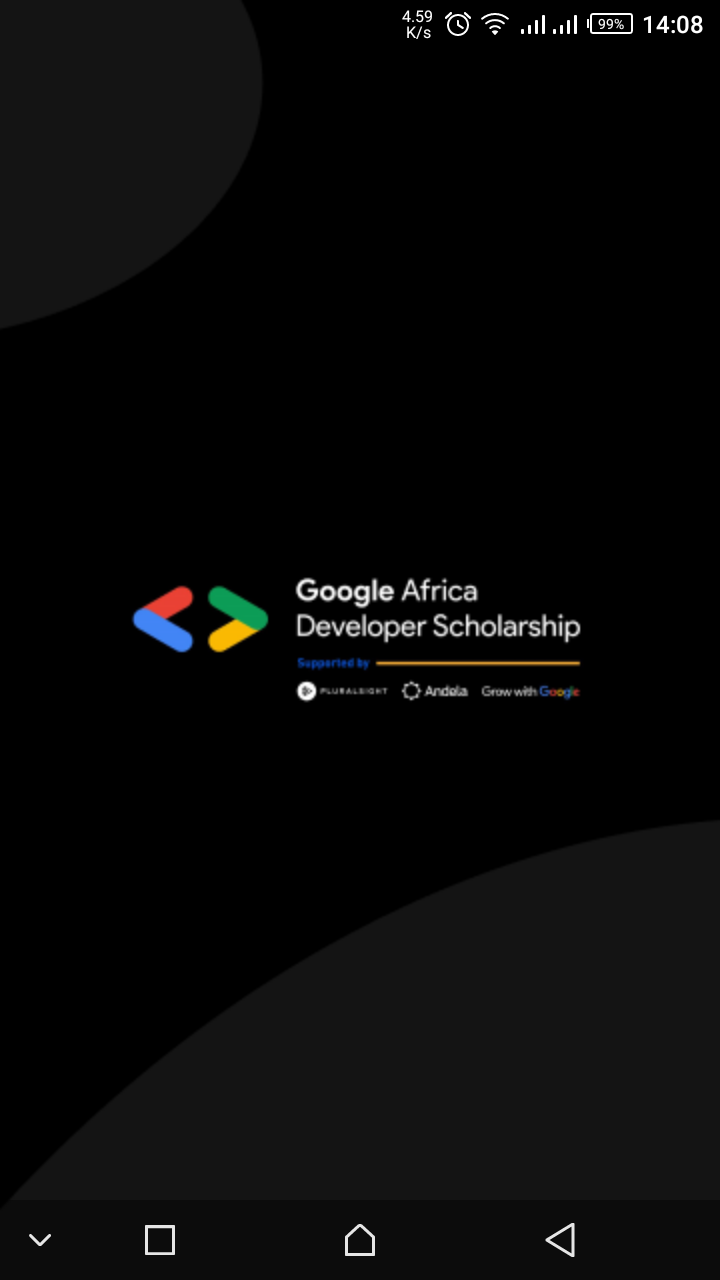 4.59
K/s
99%
14:08
Google Africa
Developer Scholarship
Supported by
PLURALSIGHT Andela Grow with Google